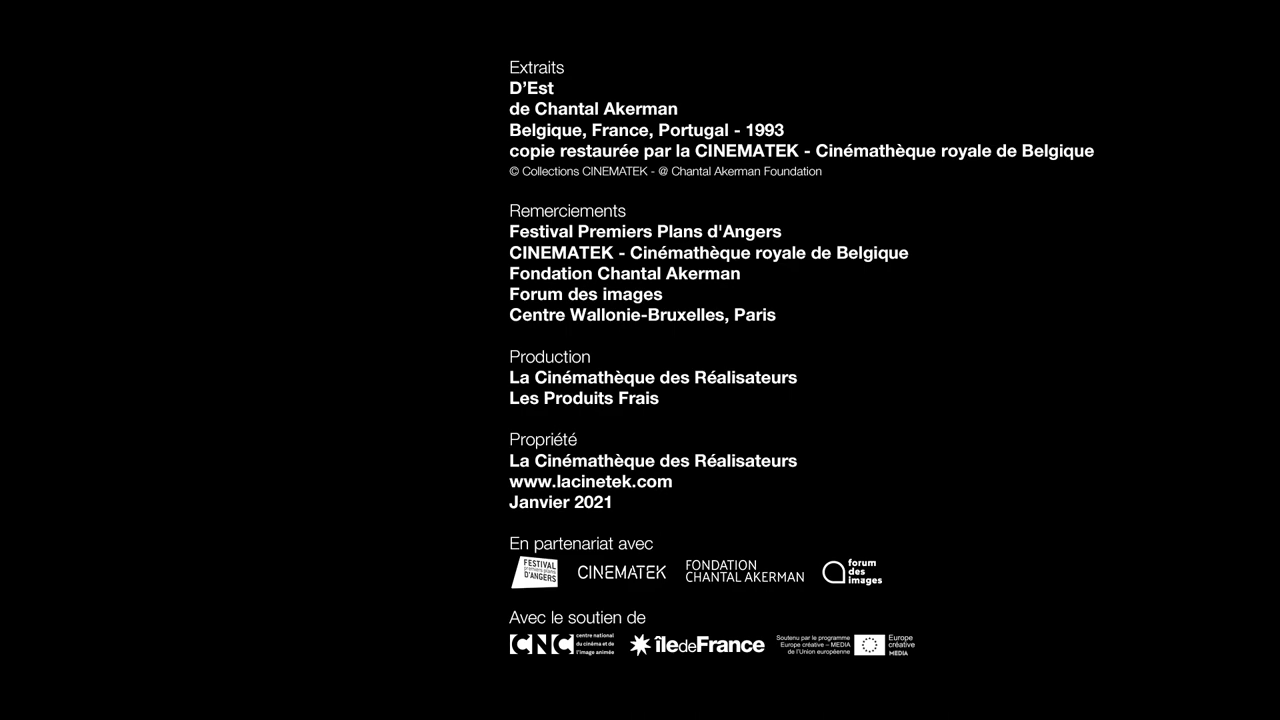 Extraits
D’Est
de Chantal Akerman
Belgique, France, Portugal - 1993
copie restaurée par la CINEMATEK - Cinémathèque royale de Belgique
© Collections CINEMATEK - @ Chantal Akerman Foundation
Remerciements
Festival Premiers Plans d'Angers
CINEMATEK - Cinémathèque royale de Belgique
Fondation Chantal Akerman
Forum des images
Centre Wallonie-Bruxelles, Paris
Production
La Cinémathèque des Réalisateurs
Les Produits Frais
Propriété
La Cinémathèque des Réalisateurs
www.lacinetek.com
Janvier 2021
En partenariat avec
FESTIVAL
premiers plans
D'ANGERS
CINEMATEK
FONDATION
CHANTAL AKERMAN
forum
des
images
Avec le soutien de
CNC
centre national
du cinéma et de
l'image animée
îledeFrance
Soutenu par le programme
Europe créative – MEDIA
de l'Union européenne
Europe
créative
MEDIA